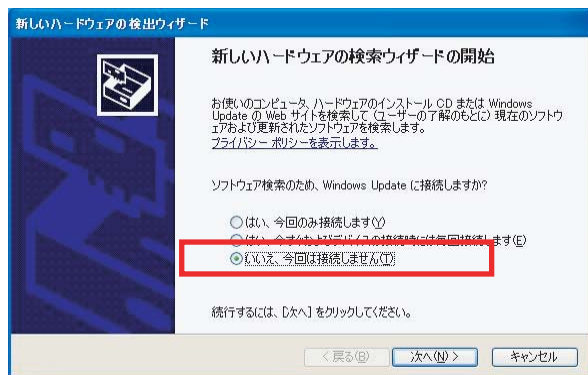 新しいハードウェアの検出ウィザード
新しいハードウェアの検索ウィザードの開始
お使いのコンピュータ、ハードウェアのインストール CD または Windows
Update の Web サイトを検索して (ユーザーの了解のもとに) 現在のソフトウ
ェアおよび更新されたソフトウェアを検索します。
プライバシー ポリシーを表示します。
ソフトウェア検索のため、Windows Update に接続しますか?
はい、今回のみ接続します(Y)
はい、今すぐおよびデバイスの接続時には毎回接続します(E)
いいえ、今回は接続しません(T)
続行するには、[次へ] をクリックしてください。
< 戻る(B)
次へ(N) >
キャンセル